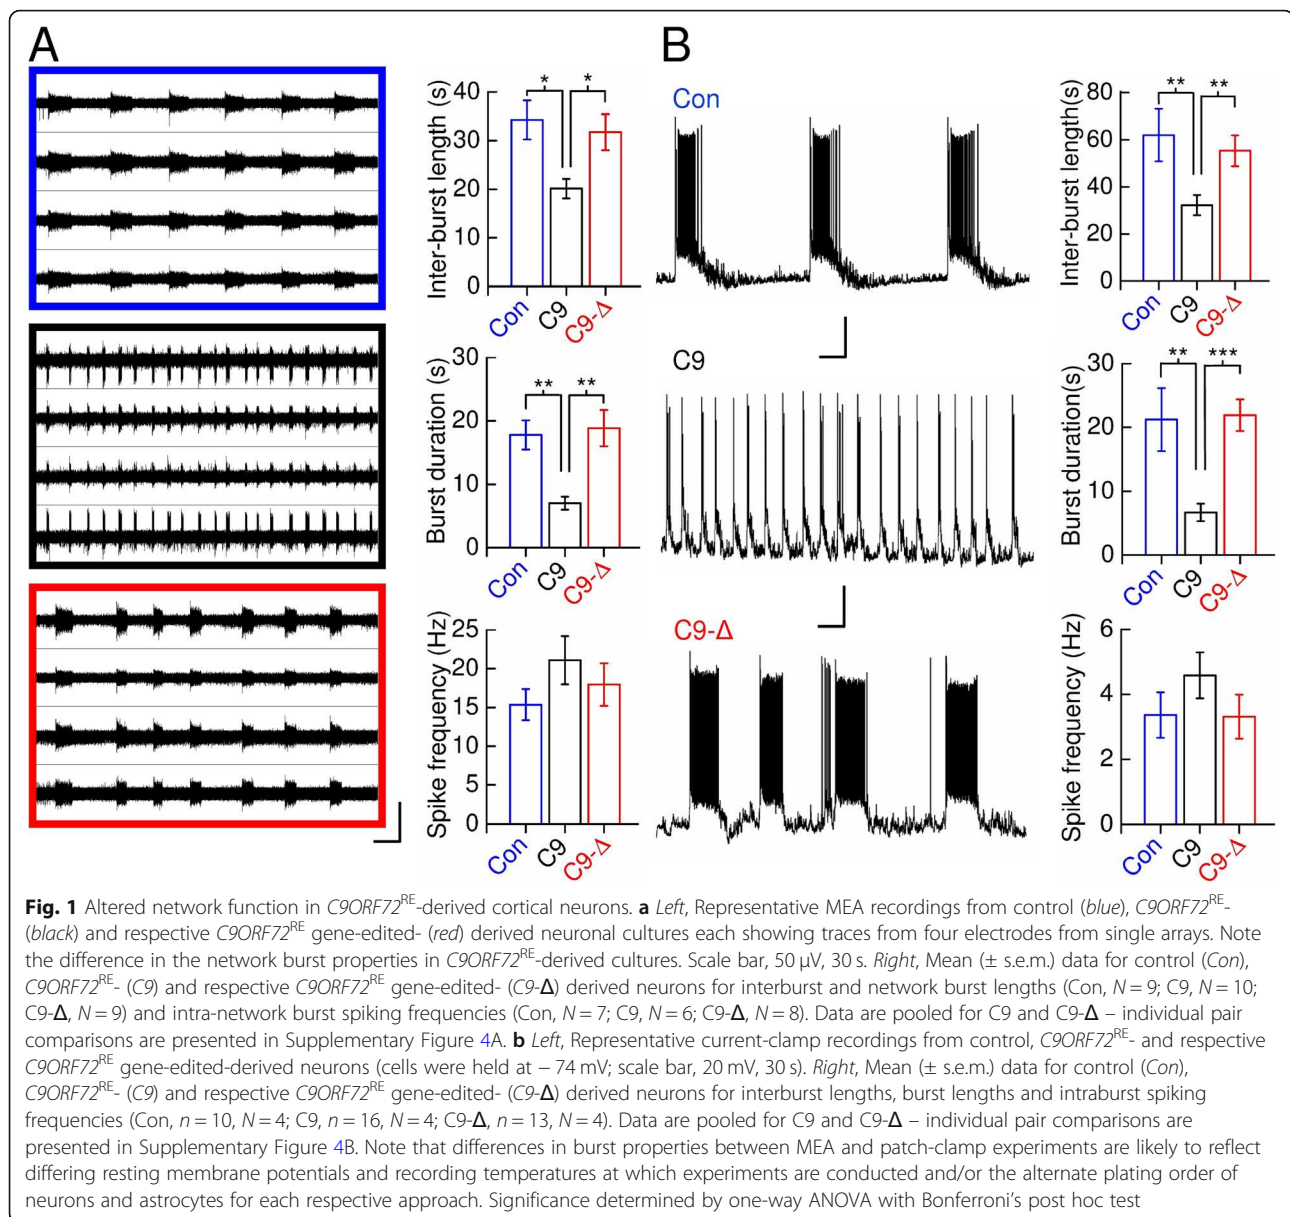 A
B
40
30
20
10
0
Inter-burst length (s)
*
*
Con
C9
C9-Δ
30
20
10
0
Burst duration (s)
**
**
Con
C9
C9-Δ
25
20
15
10
5
0
Spike frequency (Hz)
Con
C9
C9-Δ
Con
C9
C9-Δ
80
60
40
20
0
Inter-burst length(s)
**
**
Con
C9
C9-Δ
30
20
10
0
Burst duration(s)
**
***
Con
C9
C9-Δ
6
4
2
0
Spike frequency (Hz)
Con
C9
C9-Δ
Fig. 1 Altered network function in C9ORF72RE-derived cortical neurons. a Left, Representative MEA recordings from control (blue), C9ORF72RE-
(black) and respective C9ORF72RE gene-edited- (red) derived neuronal cultures each showing traces from four electrodes from single arrays. Note
the difference in the network burst properties in C9ORF72RE-derived cultures. Scale bar, 50 μV, 30 s. Right, Mean (± s.e.m.) data for control (Con),
C9ORF72RE- (C9) and respective C9ORF72RE gene-edited- (C9-Δ) derived neurons for interburst and network burst lengths (Con, N = 9; C9, N = 10;
C9-Δ, N = 9) and intra-network burst spiking frequencies (Con, N = 7; C9, N = 6; C9-Δ, N = 8). Data are pooled for C9 and C9-Δ – individual pair
comparisons are presented in Supplementary Figure 4A. b Left, Representative current-clamp recordings from control, C9ORF72RE- and respective
C9ORF72RE gene-edited-derived neurons (cells were held at − 74 mV; scale bar, 20 mV, 30 s). Right, Mean (± s.e.m.) data for control (Con),
C9ORF72RE- (C9) and respective C9ORF72RE gene-edited- (C9-Δ) derived neurons for interburst lengths, burst lengths and intraburst spiking
frequencies (Con, n = 10, N = 4; C9, n = 16, N = 4; C9-Δ, n = 13, N = 4). Data are pooled for C9 and C9-Δ – individual pair comparisons are
presented in Supplementary Figure 4B. Note that differences in burst properties between MEA and patch-clamp experiments are likely to reflect
differing resting membrane potentials and recording temperatures at which experiments are conducted and/or the alternate plating order of
neurons and astrocytes for each respective approach. Significance determined by one-way ANOVA with Bonferroni's post hoc test